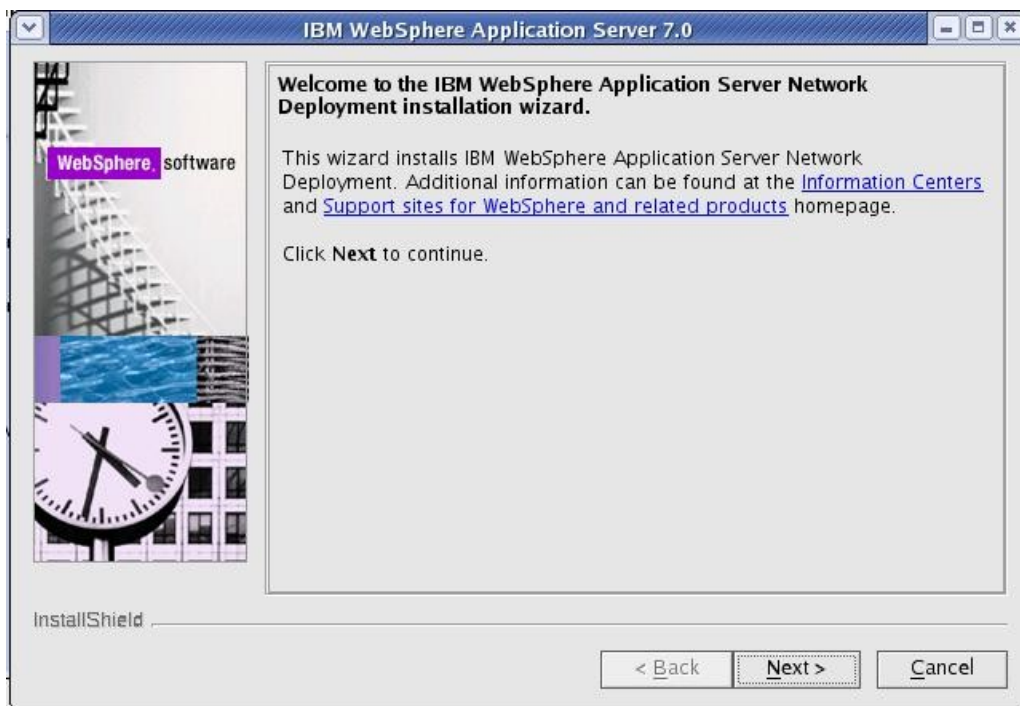 IBM WebSphere Application Server 7.0
WebSphere. software
Welcome to the IBM WebSphere Application Server Network
Deployment installation wizard.
This wizard installs IBM WebSphere Application Server Network
Deployment. Additional information can be found at the Information Centers
and Support sites for WebSphere and related products homepage.
Click Next to continue.
InstallShield
< Back
Next >
Cancel